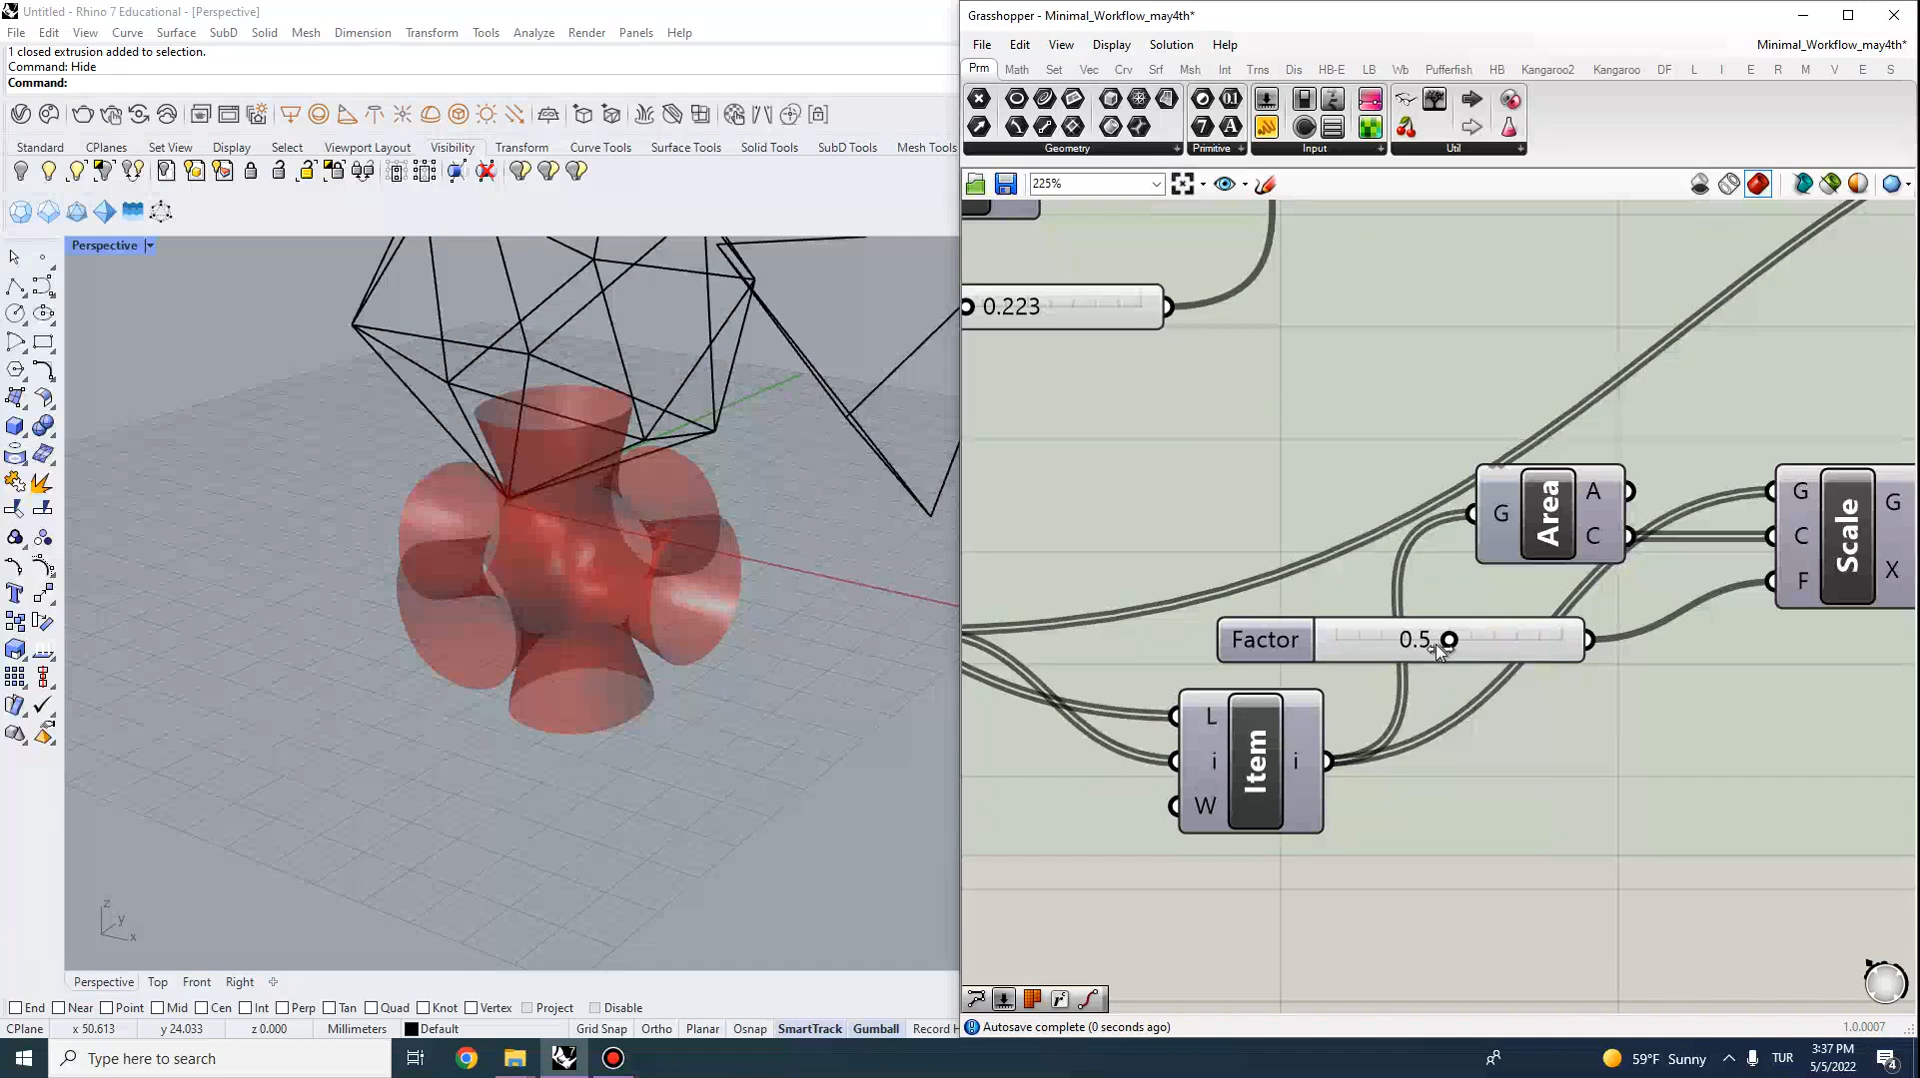 Untitled - Rhino 7 Educational - [Perspective]
File Edit View Curve Surface SubD Solid Mesh Dimension Transform Tools Analyze Render Panels Help
1 closed extrusion added to selection.
Command: Hide
Command:
Standard CPlanes Set View Display Select Viewport Layout Visibility Transform Curve Tools Surface Tools Solid Tools SubD Tools Mesh Tools
Perspective
z
y
x
Perspective Top Front Right
End Near Point Mid Cen Int Perp Tan Quad Knot Vertex Project Disable
CPlane x 50.613 y 24.033 z 0.000 Millimeters Default Grid Snap Ortho Planar Osnap SmartTrack Gumball Record H
Grasshopper - Minimal_Workflow_may4th*
File Edit View Display Solution Help Minimal_Workflow_may4th*
Prm Math Set Vec Crv Srf Msh Int Trns Dis HB-E LB Wb Pufferfish HB Kangaroo2 Kangaroo DF L I E R M V E S
Geometry Primitive Input Util
225%
0.223
G Area A C
G C F Scale G X
Factor 0.5
L i W Item i
Autosave complete (0 seconds ago) 1.0.0007
Type here to search
59°F Sunny TUR 3:37 PM
5/5/2022 4